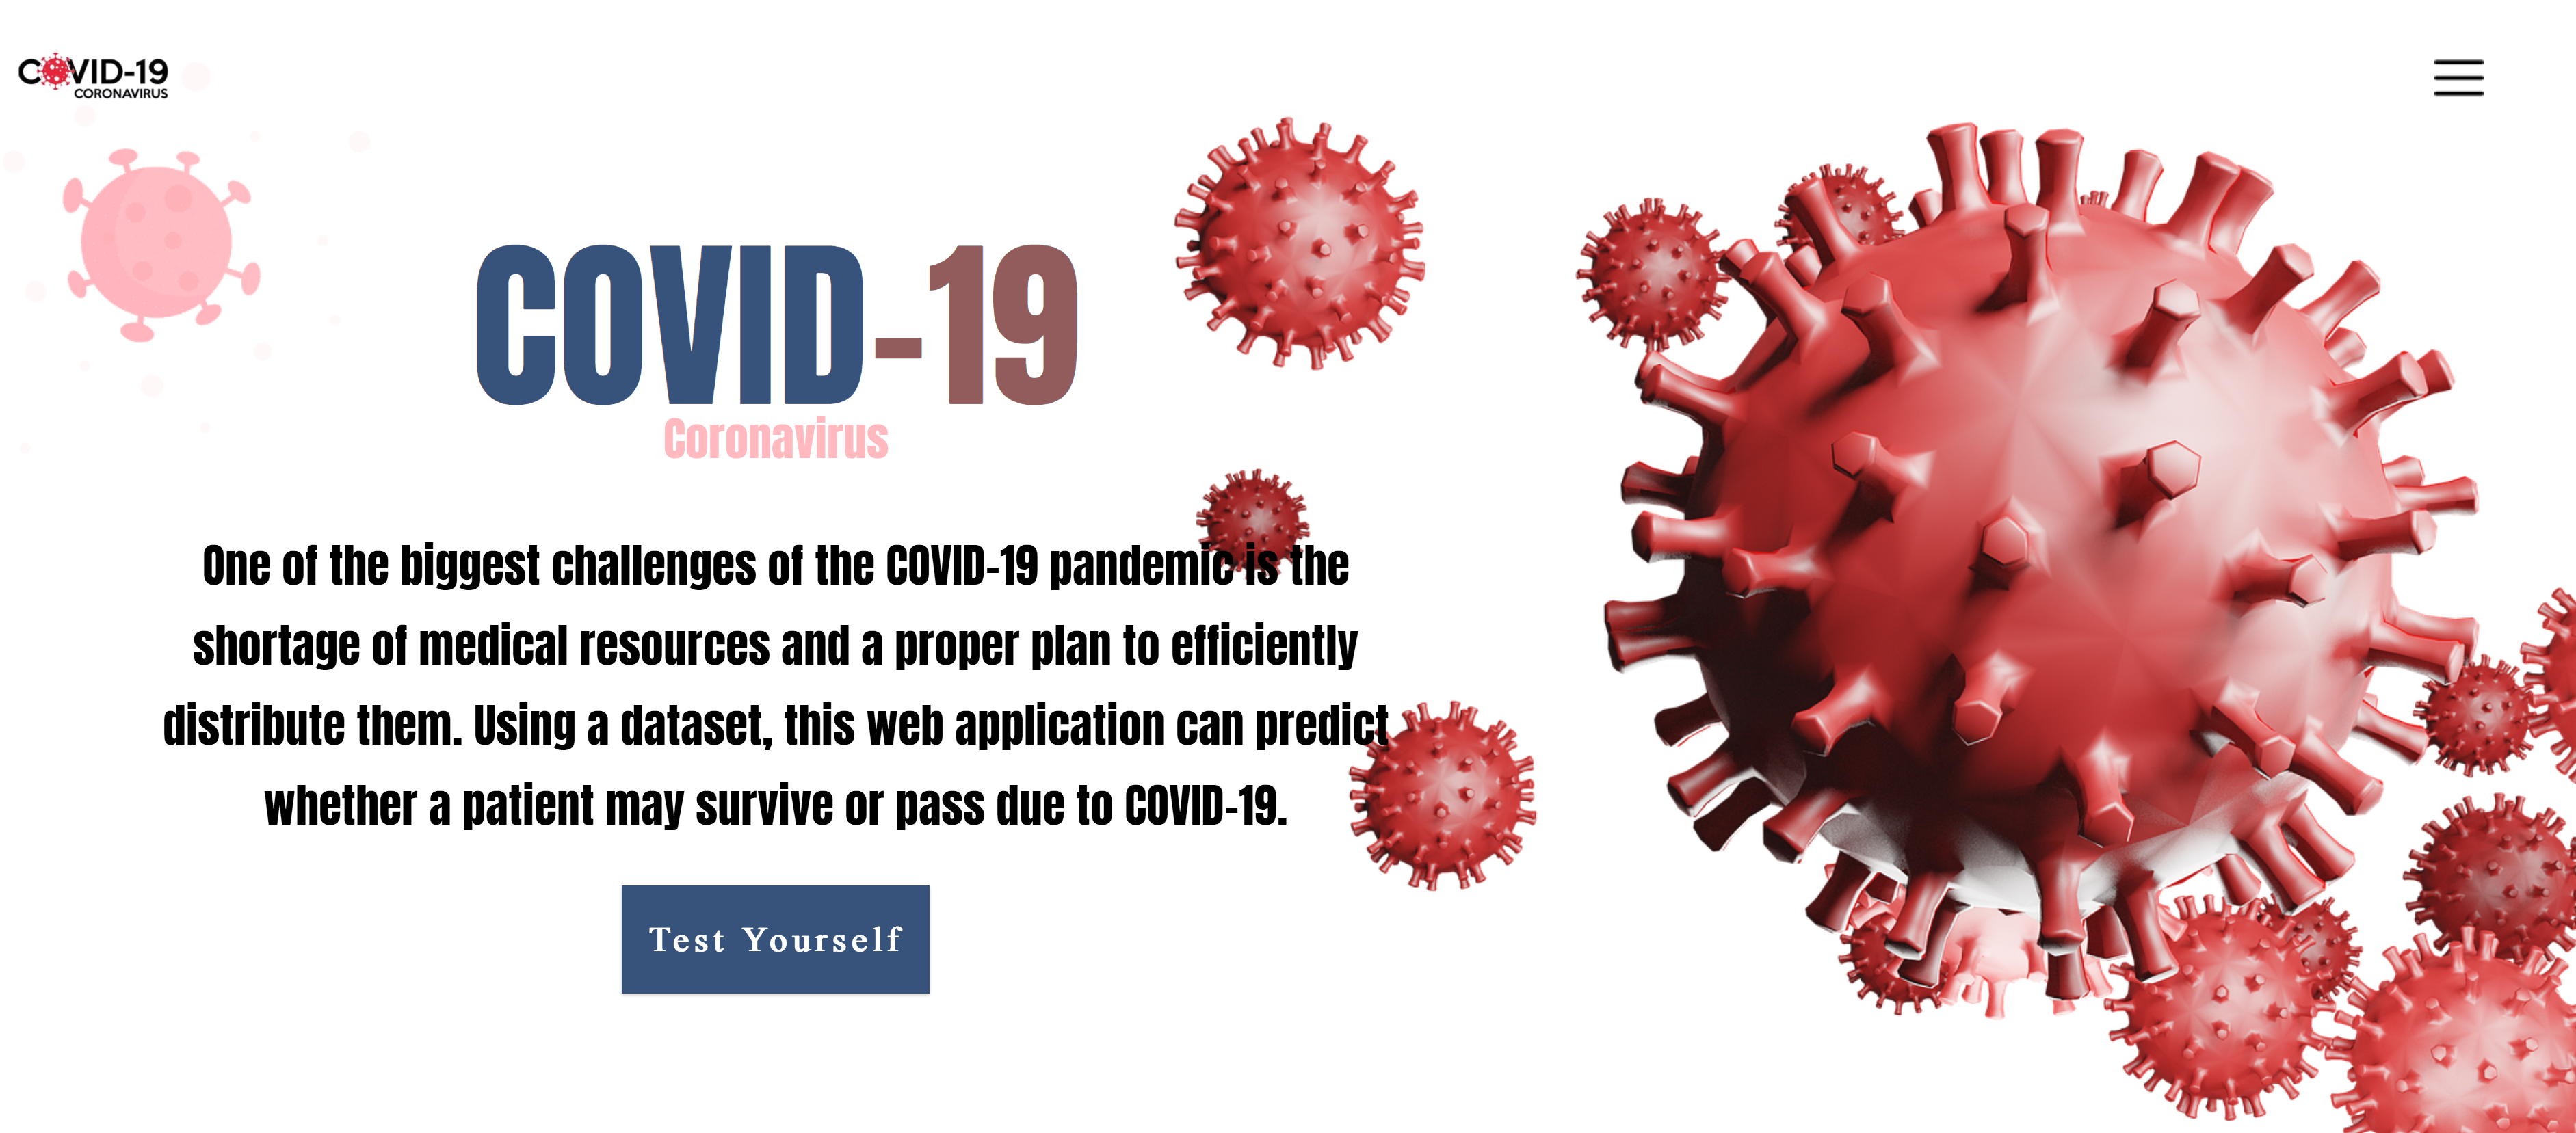 COVID-19
CORONAVIRUS
COVID-19
Coronavirus
One of the biggest challenges of the COVID-19 pandemic is the
shortage of medical resources and a proper plan to efficiently
distribute them. Using a dataset, this web application can predict
whether a patient may survive or pass due to COVID-19.
Test Yourself